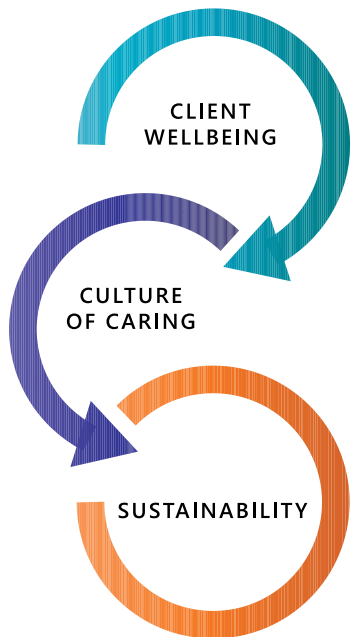 CLIENT
WELLBEING
CULTURE
OF CARING
SUSTAINABILITY